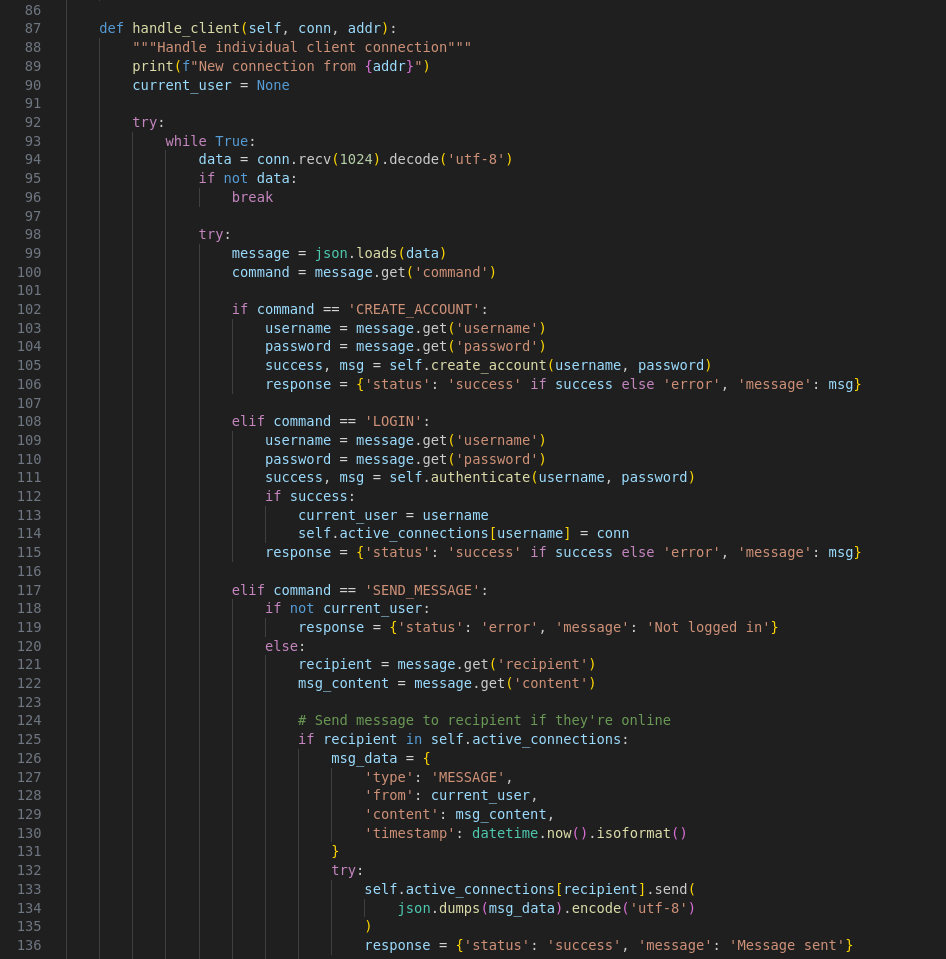 86
87     def handle_client(self, conn, addr):
88         """Handle individual client connection"""
89         print(f"New connection from {addr}")
90         current_user = None
91
92         try:
93             while True:
94                 data = conn.recv(1024).decode('utf-8')
95                 if not data:
96                     break
97
98                 try:
99                     message = json.loads(data)
100                     command = message.get('command')
101
102                     if command == 'CREATE_ACCOUNT':
103                         username = message.get('username')
104                         password = message.get('password')
105                         success, msg = self.create_account(username, password)
106                         response = {'status': 'success' if success else 'error', 'message': msg}
107
108                     elif command == 'LOGIN':
109                         username = message.get('username')
110                         password = message.get('password')
111                         success, msg = self.authenticate(username, password)
112                         if success:
113                             current_user = username
114                             self.active_connections[username] = conn
115                         response = {'status': 'success' if success else 'error', 'message': msg}
116
117                     elif command == 'SEND_MESSAGE':
118                         if not current_user:
119                             response = {'status': 'error', 'message': 'Not logged in'}
120                         else:
121                             recipient = message.get('recipient')
122                             msg_content = message.get('content')
123
124                             # Send message to recipient if they're online
125                             if recipient in self.active_connections:
126                                 msg_data = {
127                                     'type': 'MESSAGE',
128                                     'from': current_user,
129                                     'content': msg_content,
130                                     'timestamp': datetime.now().isoformat()
131                                 }
132                                 try:
133                                     self.active_connections[recipient].send(
134                                         json.dumps(msg_data).encode('utf-8')
135                                     )
136                                     response = {'status': 'success', 'message': 'Message sent'}